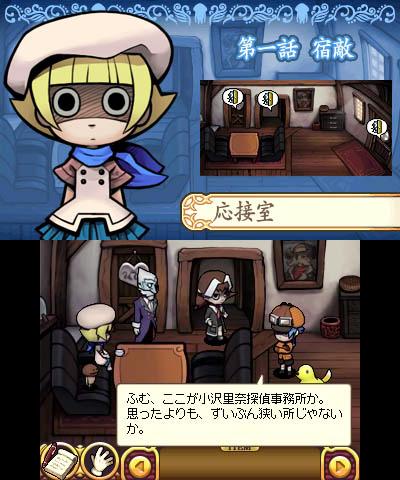 第一話 宿敵
応接室
ふむ、ここが小沢里奈探偵事務所か。
思ったよりも、ずいぶん狭い所じゃない
か。